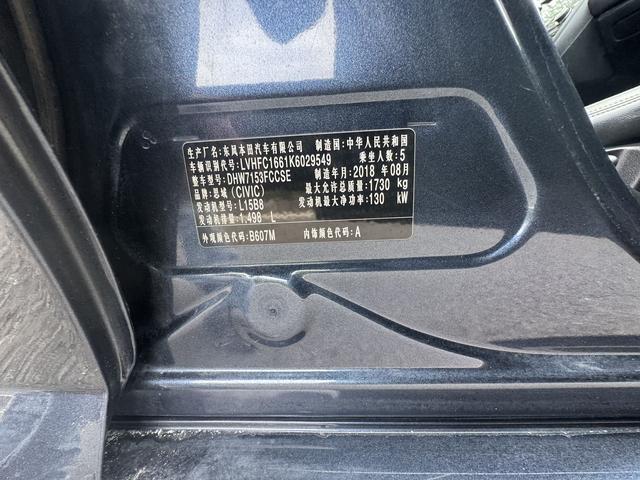 生产厂名:东风本田汽车有限公司 制造国:中华人民共和国
车辆识别代号:LVHFC1661K6029549 乘坐人数:5
整车型号:DHW7153FCCSE 制造年月:2018 年 08月
品牌:思域 (CIVIC) 最大允许总质量:1730 kg
发动机型号:L15B8 发动机最大净功率:130 kW
发动机排量:1.498 L
外观颜色代码:B607M 内饰颜色代码:A